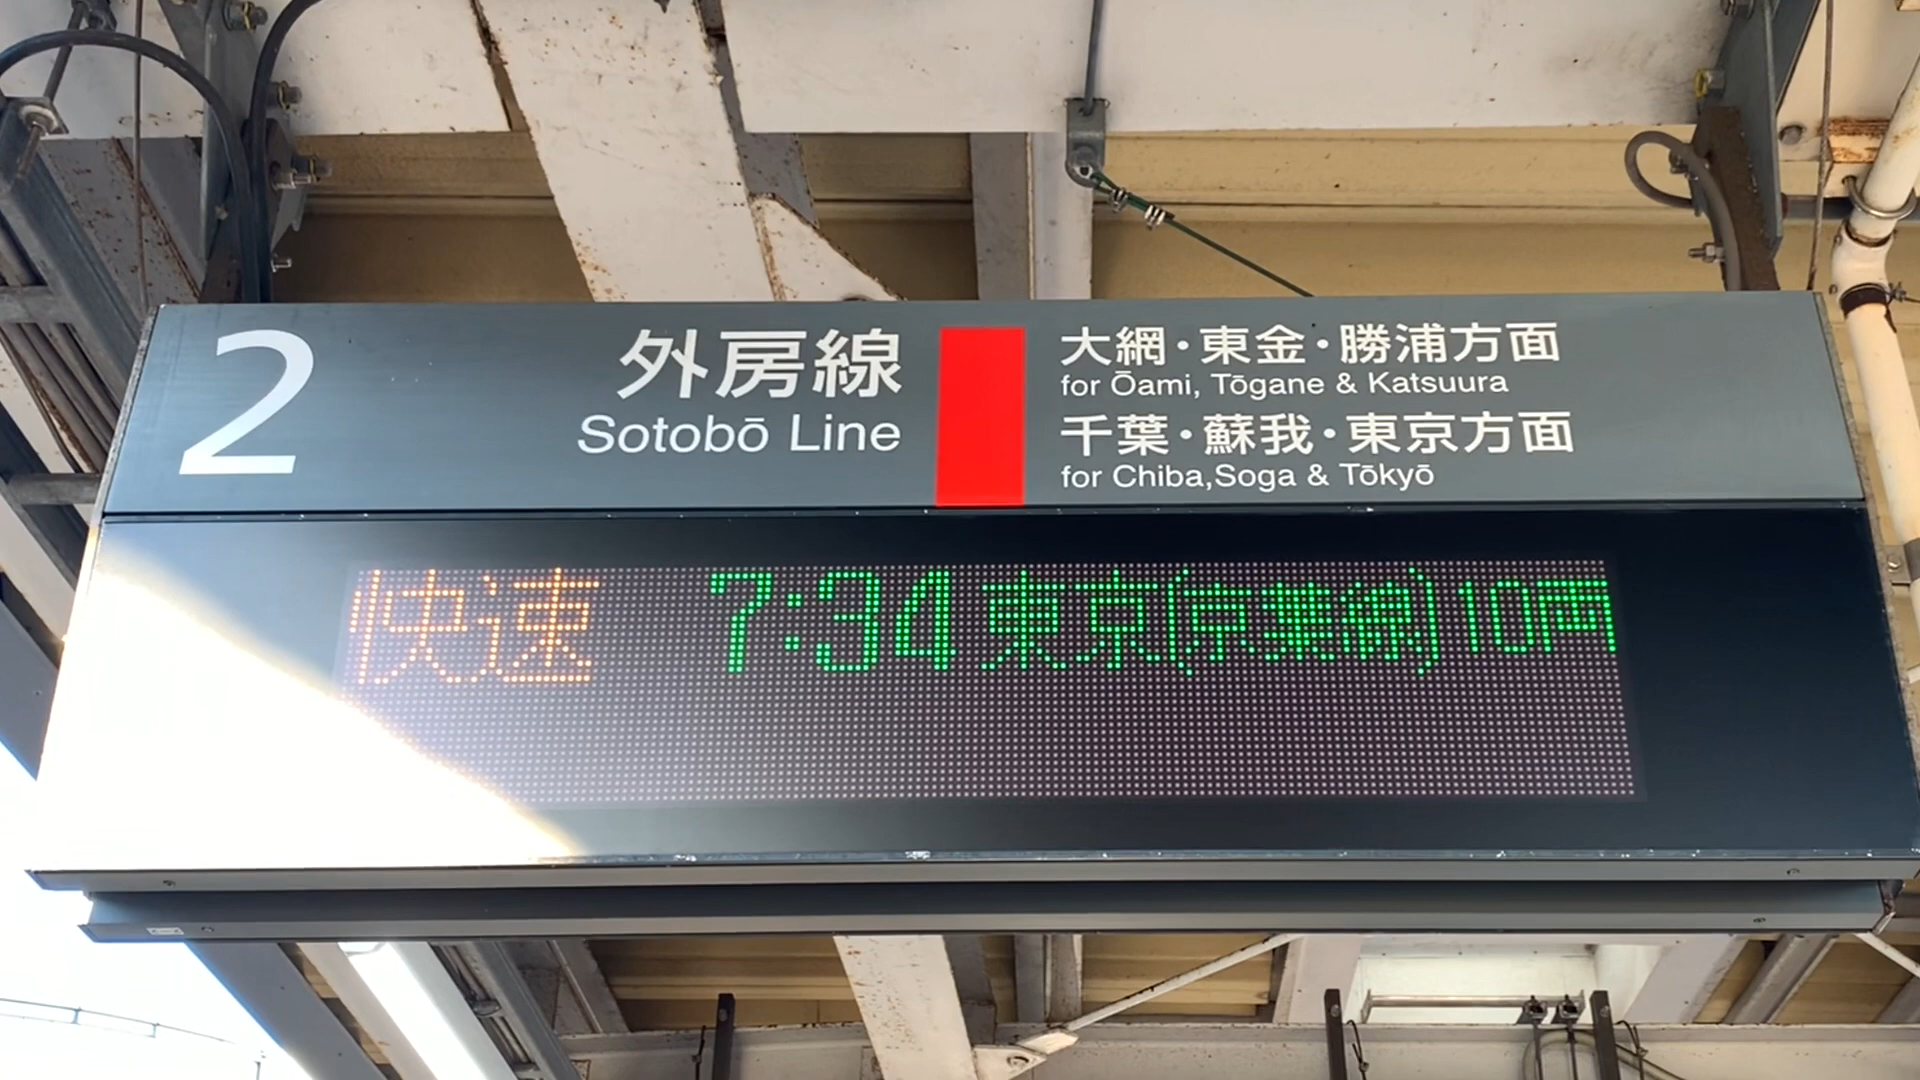 2
外房線
Sotobō Line
大網・東金・勝浦方面
for Ōami, Tōgane & Katsuura
千葉・蘇我・東京方面
for Chiba,Soga & Tōkyō
快速 7:34 東京(京葉線) 10両